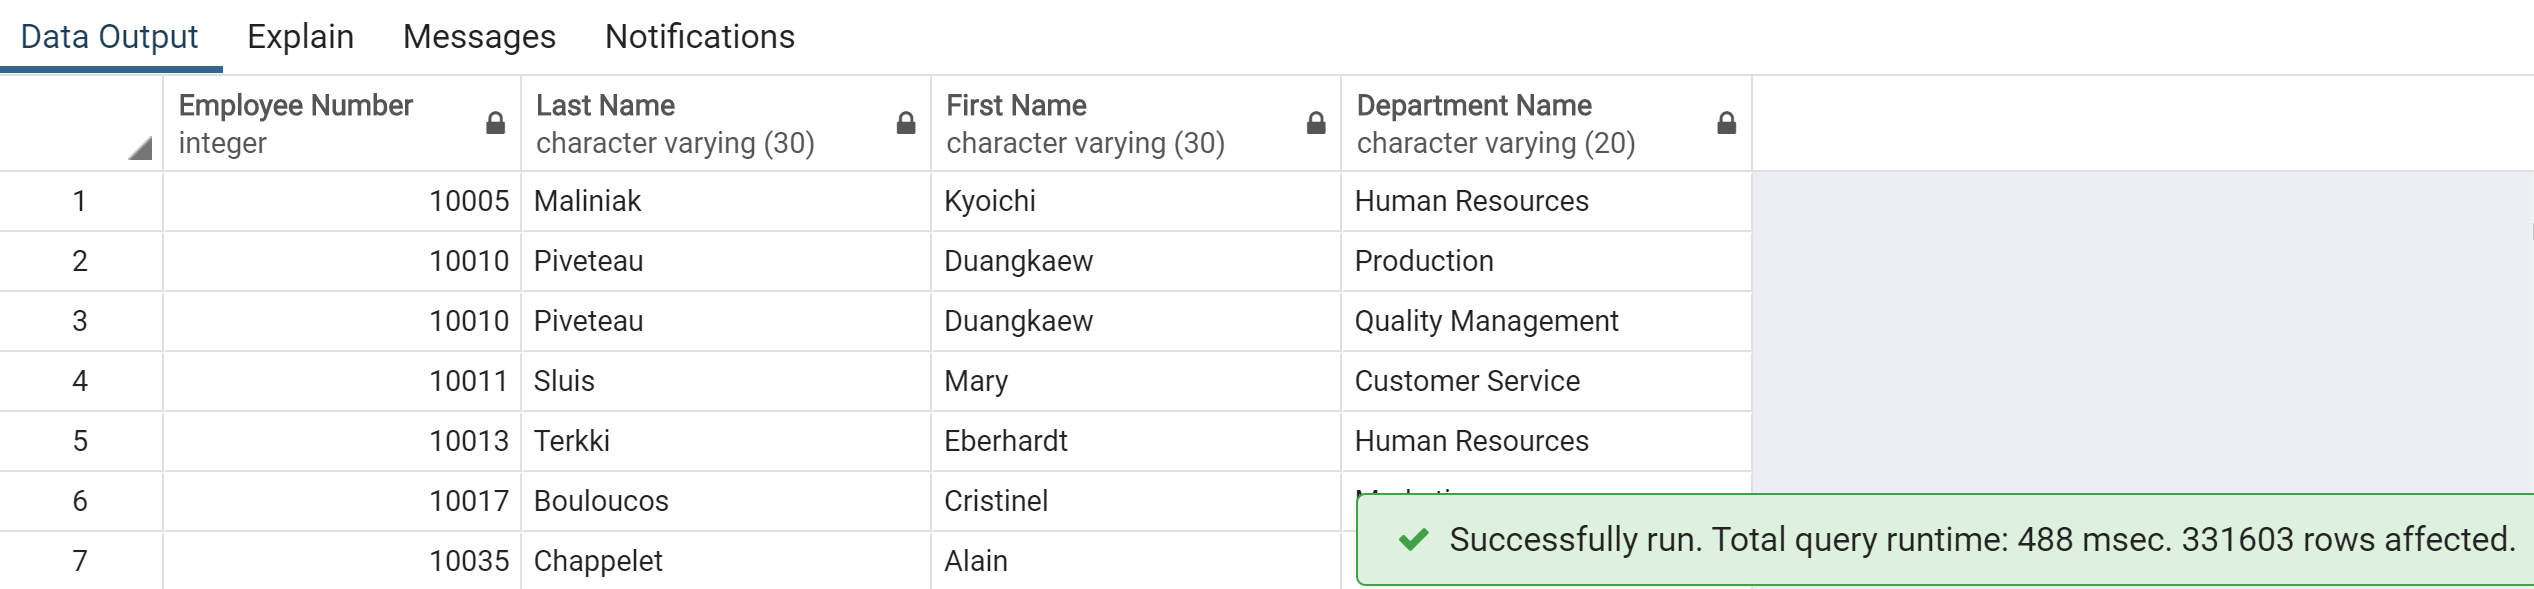 Data Output Explain Messages Notifications
Employee Number Last Name First Name Department Name
integer character varying (30) character varying (30) character varying (20)
1 10005 Maliniak Kyoichi Human Resources
2 10010 Piveteau Duangkaew Production
3 10010 Piveteau Duangkaew Quality Management
4 10011 Sluis Mary Customer Service
5 10013 Terkki Eberhardt Human Resources
6 10017 Bouloucos Cristinel
Successfully run. Total query runtime: 488 msec. 331603 rows affected.
7 10035 Chappelet Alain